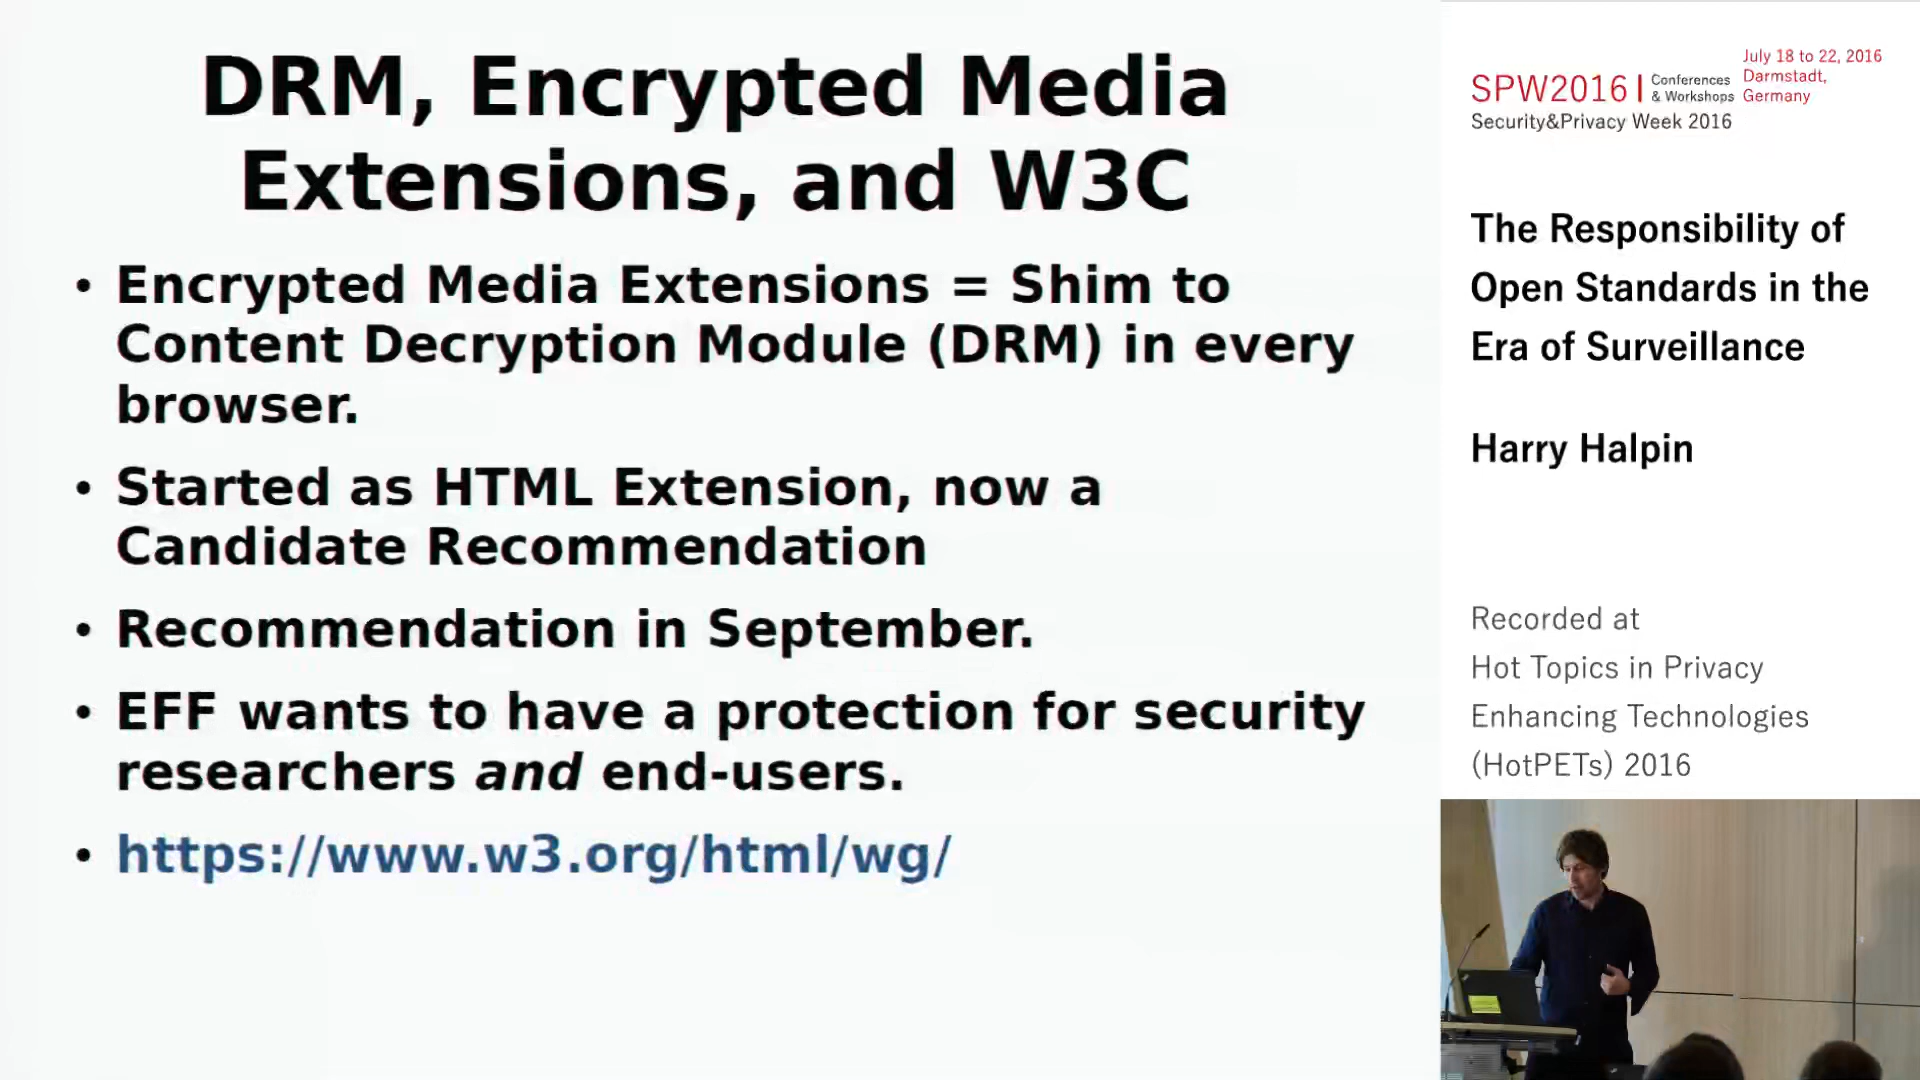 DRM, Encrypted Media
Extensions, and W3C
• Encrypted Media Extensions = Shim to
Content Decryption Module (DRM) in every
browser.
• Started as HTML Extension, now a
Candidate Recommendation
• Recommendation in September.
• EFF wants to have a protection for security
researchers and end-users.
• https://www.w3.org/html/wg/
SPW2016 | Conferences & Workshops
July 18 to 22, 2016
Darmstadt,
Germany
Security&Privacy Week 2016
The Responsibility of
Open Standards in the
Era of Surveillance
Harry Halpin
Recorded at
Hot Topics in Privacy
Enhancing Technologies
(HotPETs) 2016